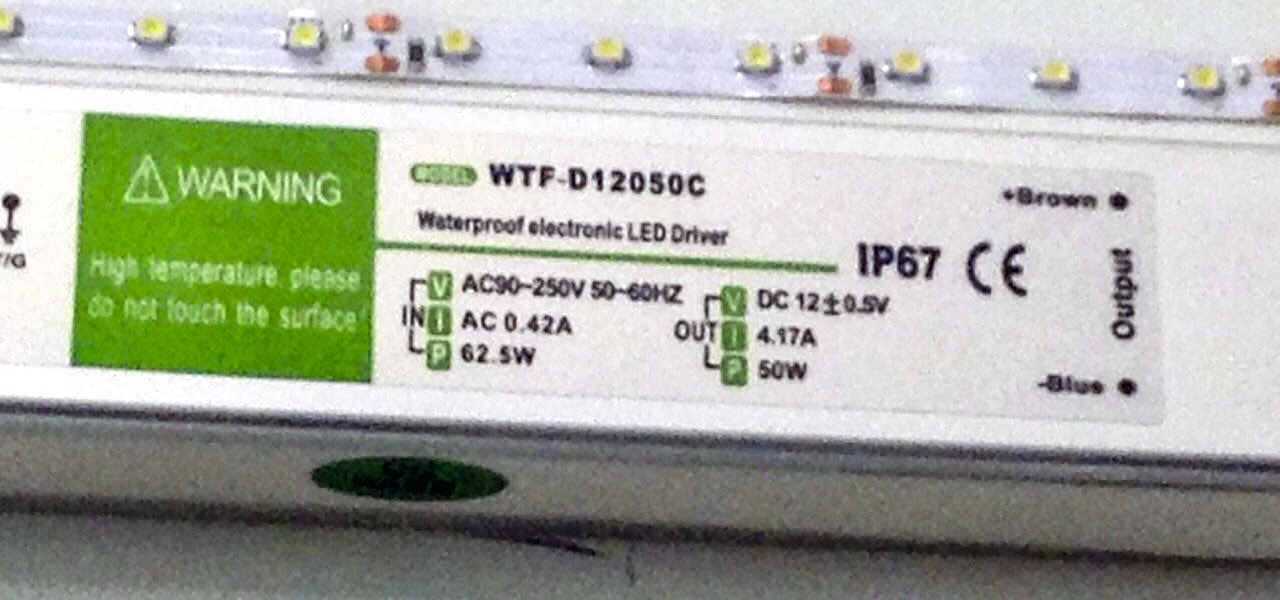 WARNING
High temperature, please
do not touch the surface!
MODEL WTF-D12050C
Waterproof electronic LED Driver
IP67 CE
IN
V AC90~250V 50~60HZ
I AC 0.42A
P 62.5W
OUT
V DC 12±0.5V
I 4.17A
P 50W
+Brown
Output
-Blue